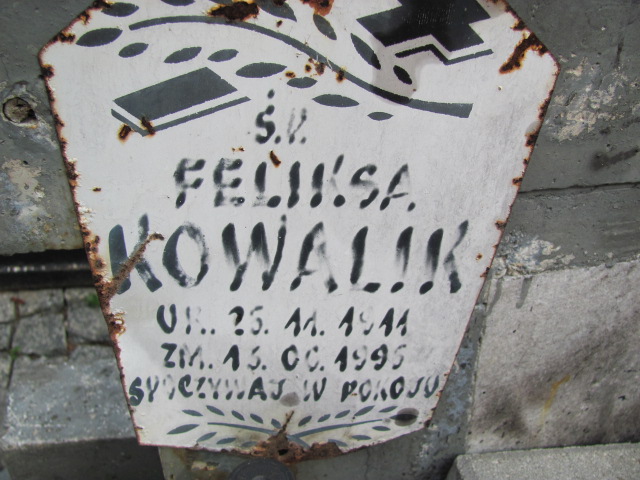 Ś.P.
FELIKSA
KOWALIK
UR. 25. 11. 1911
ZM. 15. 06. 1995
SPOCZYWAJ W POKOJU